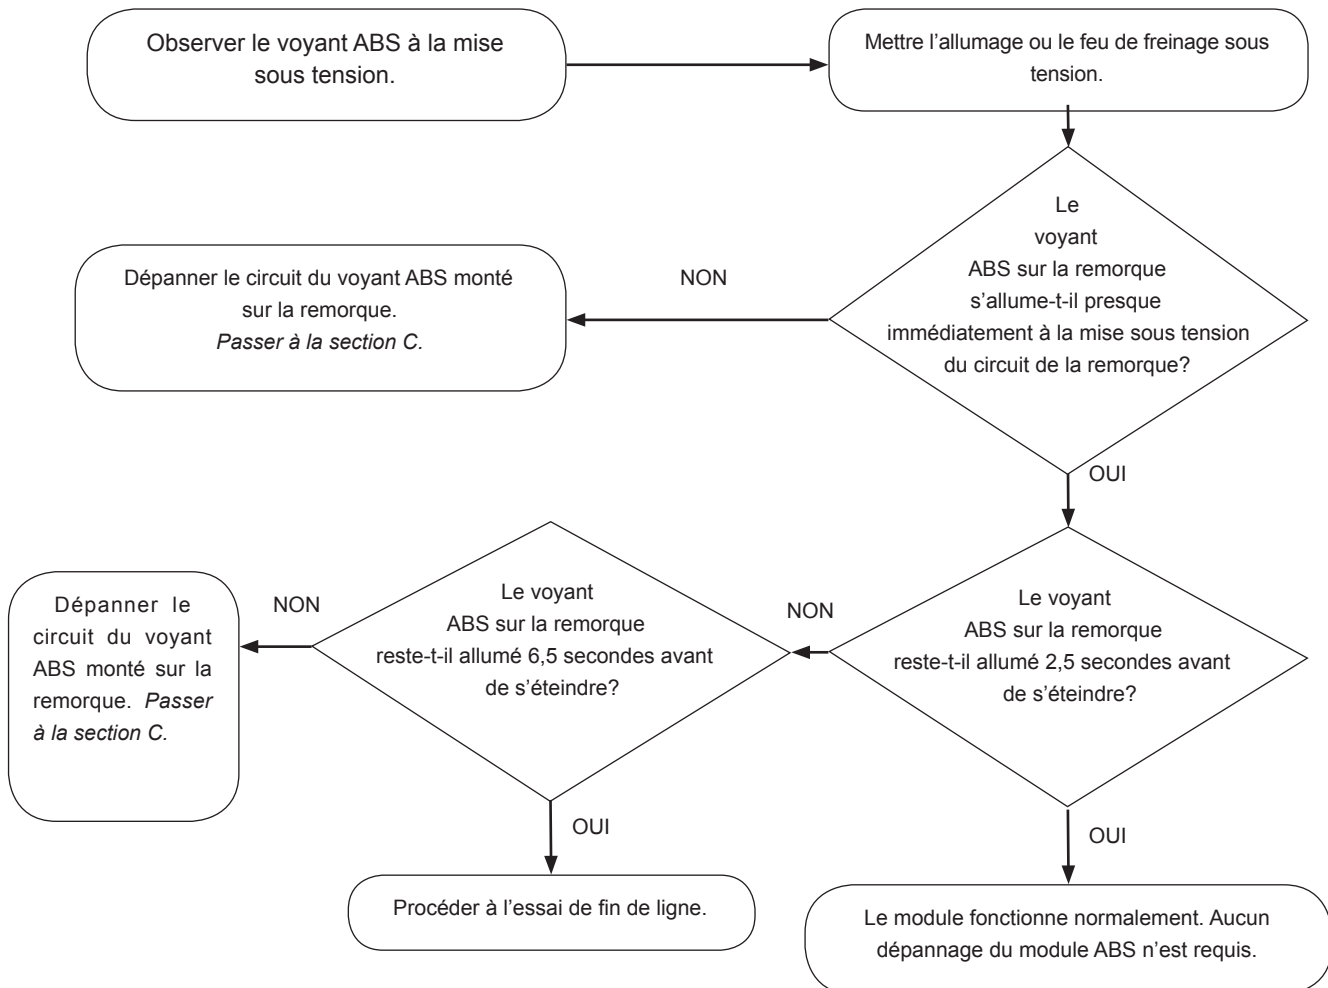 Observer le voyant ABS à la mise
sous tension.
Mettre l’allumage ou le feu de freinage sous
tension.
Le
voyant
ABS sur la remorque
s’allume-t-il presque
immédiatement à la mise sous tension
du circuit de la remorque?
NON
Dépanner le circuit du voyant ABS monté
sur la remorque.
Passer à la section C.
OUI
Le voyant
ABS sur la remorque
reste-t-il allumé 2,5 secondes avant
de s’éteindre?
NON
Le voyant
ABS sur la remorque
reste-t-il allumé 6,5 secondes avant
de s’éteindre?
NON
Dépanner le
circuit du voyant
ABS monté sur la
remorque. Passer
à la section C.
OUI
Procéder à l’essai de fin de ligne.
OUI
Le module fonctionne normalement. Aucun
dépannage du module ABS n’est requis.